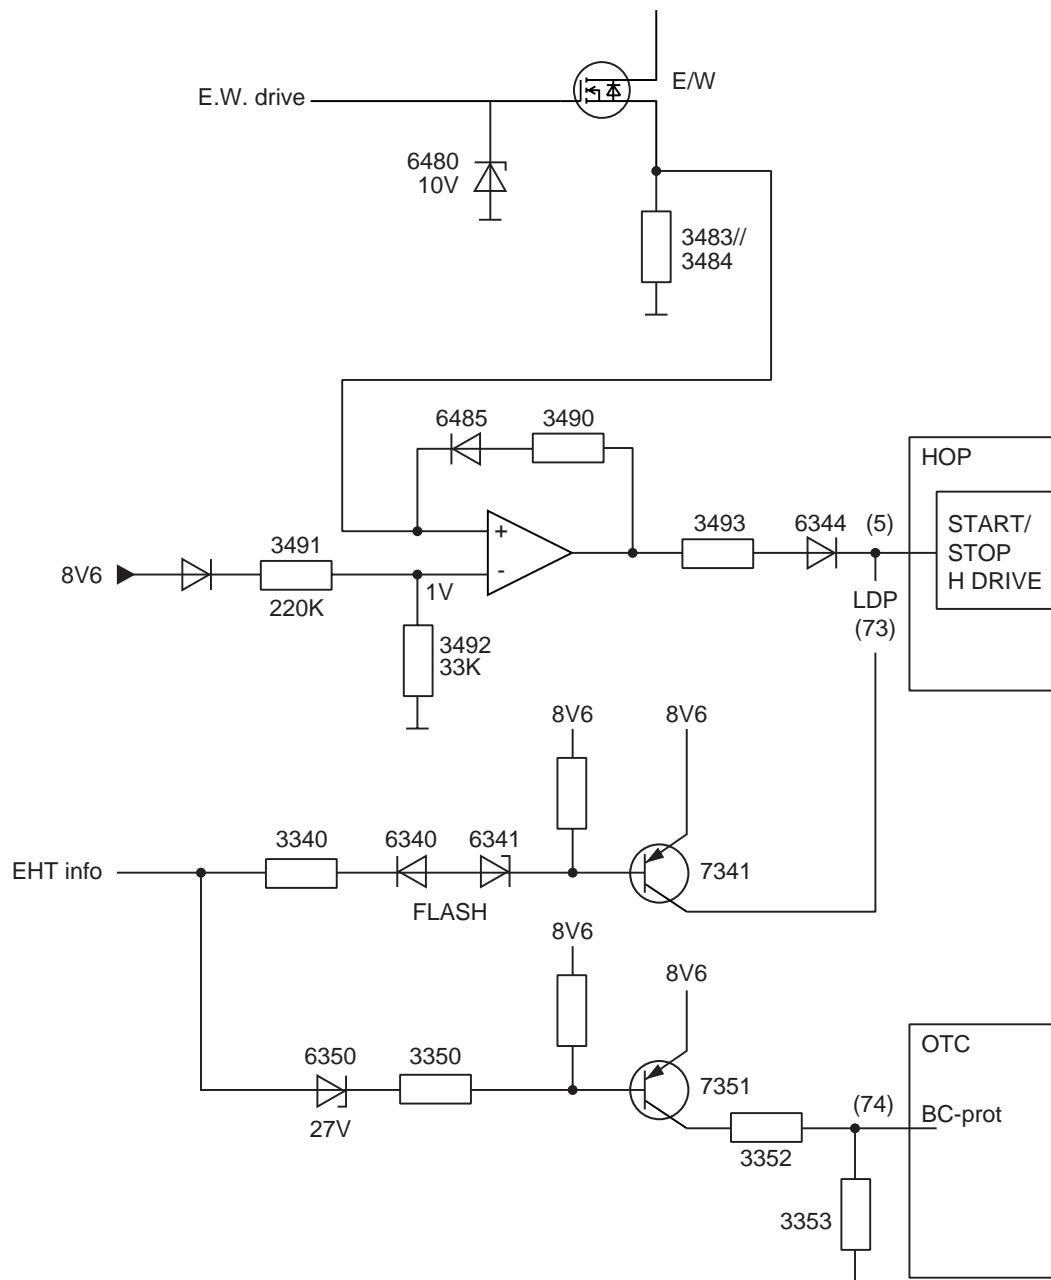 E/W
E.W. drive
6480
10V
3483//
3484
6485
3490
HOP
+
3493
6344
(5)
START/
STOP
H DRIVE
3491
8V6
220K
-
1V
LDP
(73)
3492
33K
8V6
8V6
3340
6340
6341
EHT info
7341
FLASH
8V6
8V6
OTC
6350
3350
7351
(74)
BC-prot
27V
3352
3353